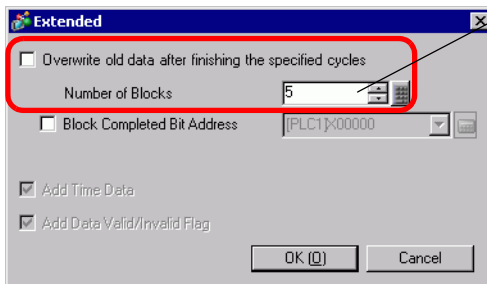 Extended
Overwrite old data after finishing the specified cycles
Number of Blocks 5
Block Completed Bit Address [PLC1]X00000
Add Time Data
Add Data Valid/Invalid Flag
OK (O) Cancel